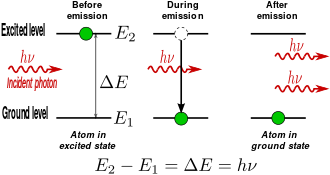 Before
emission
During
emission
After
emission
Excited level
E₂
hν
hν
hν
Incident photon
ΔE
hν
Ground level
E₁
Atom in
excited state
Atom in
ground state
E₂ − E₁ = ΔE = hν